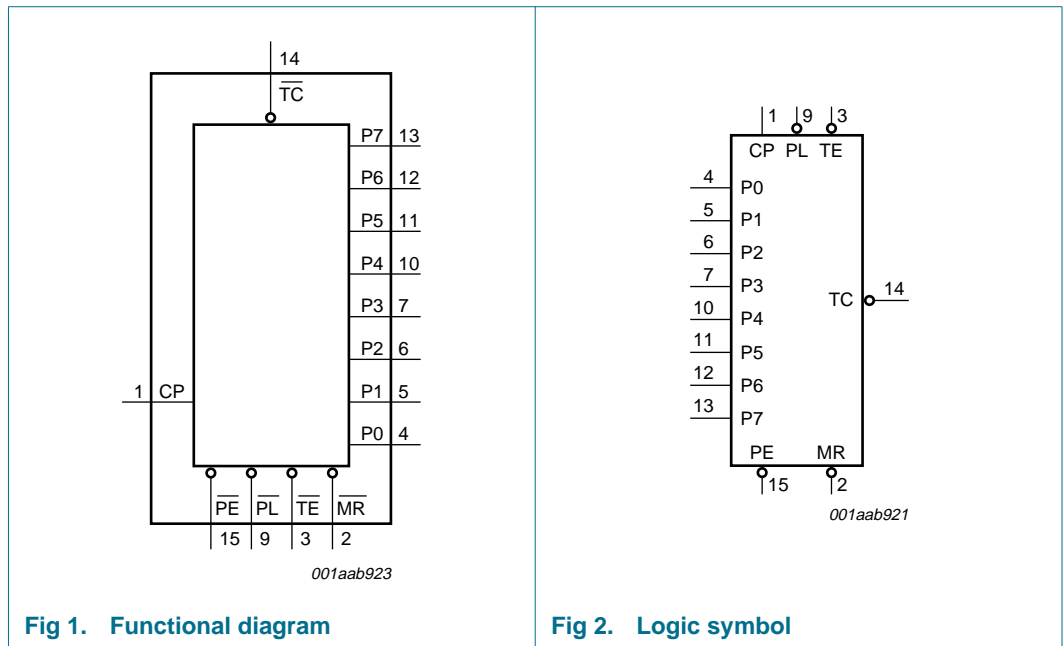 14
TC
P7 13
P6 12
P5 11
P4 10
P3 7
P2 6
1 CP P1 5
P0 4
PE PL TE MR
15 9 3 2
001aab923
Fig 1. Functional diagram
1 9 3
CP PL TE
4 P0
5 P1
6 P2
7 P3
TC 14
10 P4
11 P5
12 P6
13 P7
PE MR
15 2
001aab921
Fig 2. Logic symbol